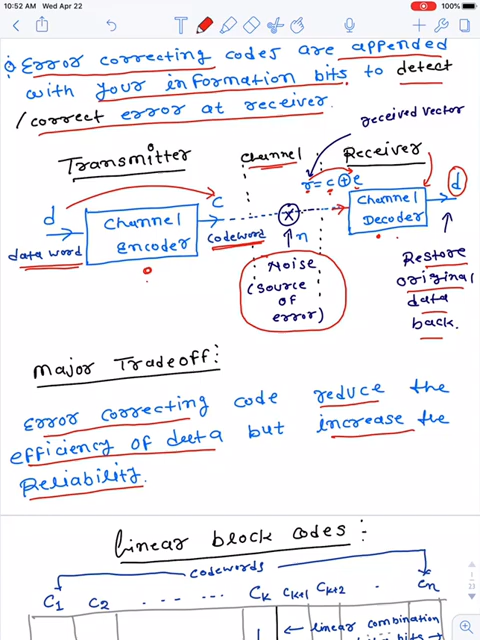 10:52 AM Wed Apr 22
100%
Error correcting codes are appended
with your information bits to detect
/correct error at receiver.
received vector
Transmitter
Channel
Receiver
r = c ⊕ e
d
c
d
Channel
Encoder
Channel
Decoder
data word
codeword
n
Noise
(source
of
error)
Restore
original
data
back.
Major Tradeoff:
Error correcting code reduce the
efficiency of data but increase the
Reliability.
Linear block codes :
codewords
C1 C2 . ... ... Ck Ck+1 Ck+2 . Cn
← linear combination
1
23